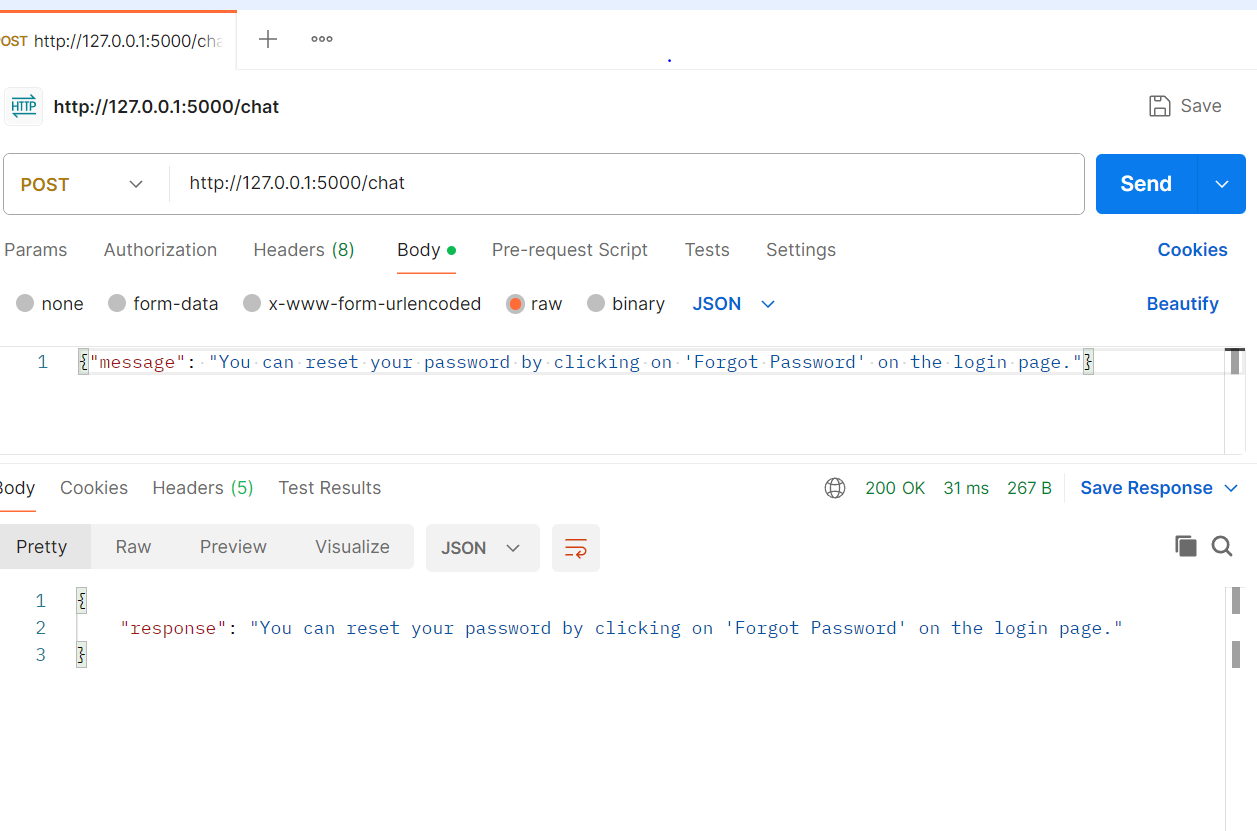 OST http://127.0.0.1:5000/cha
HTTP http://127.0.0.1:5000/chat Save
POST http://127.0.0.1:5000/chat Send
Params Authorization Headers (8) Body Pre-request Script Tests Settings Cookies
none form-data x-www-form-urlencoded raw binary JSON Beautify
1 {"message": "You can reset your password by clicking on 'Forgot Password' on the login page."}
Body Cookies Headers (5) Test Results 200 OK 31 ms 267 B Save Response
Pretty Raw Preview Visualize JSON
1 {
2 "response": "You can reset your password by clicking on 'Forgot Password' on the login page."
3 }